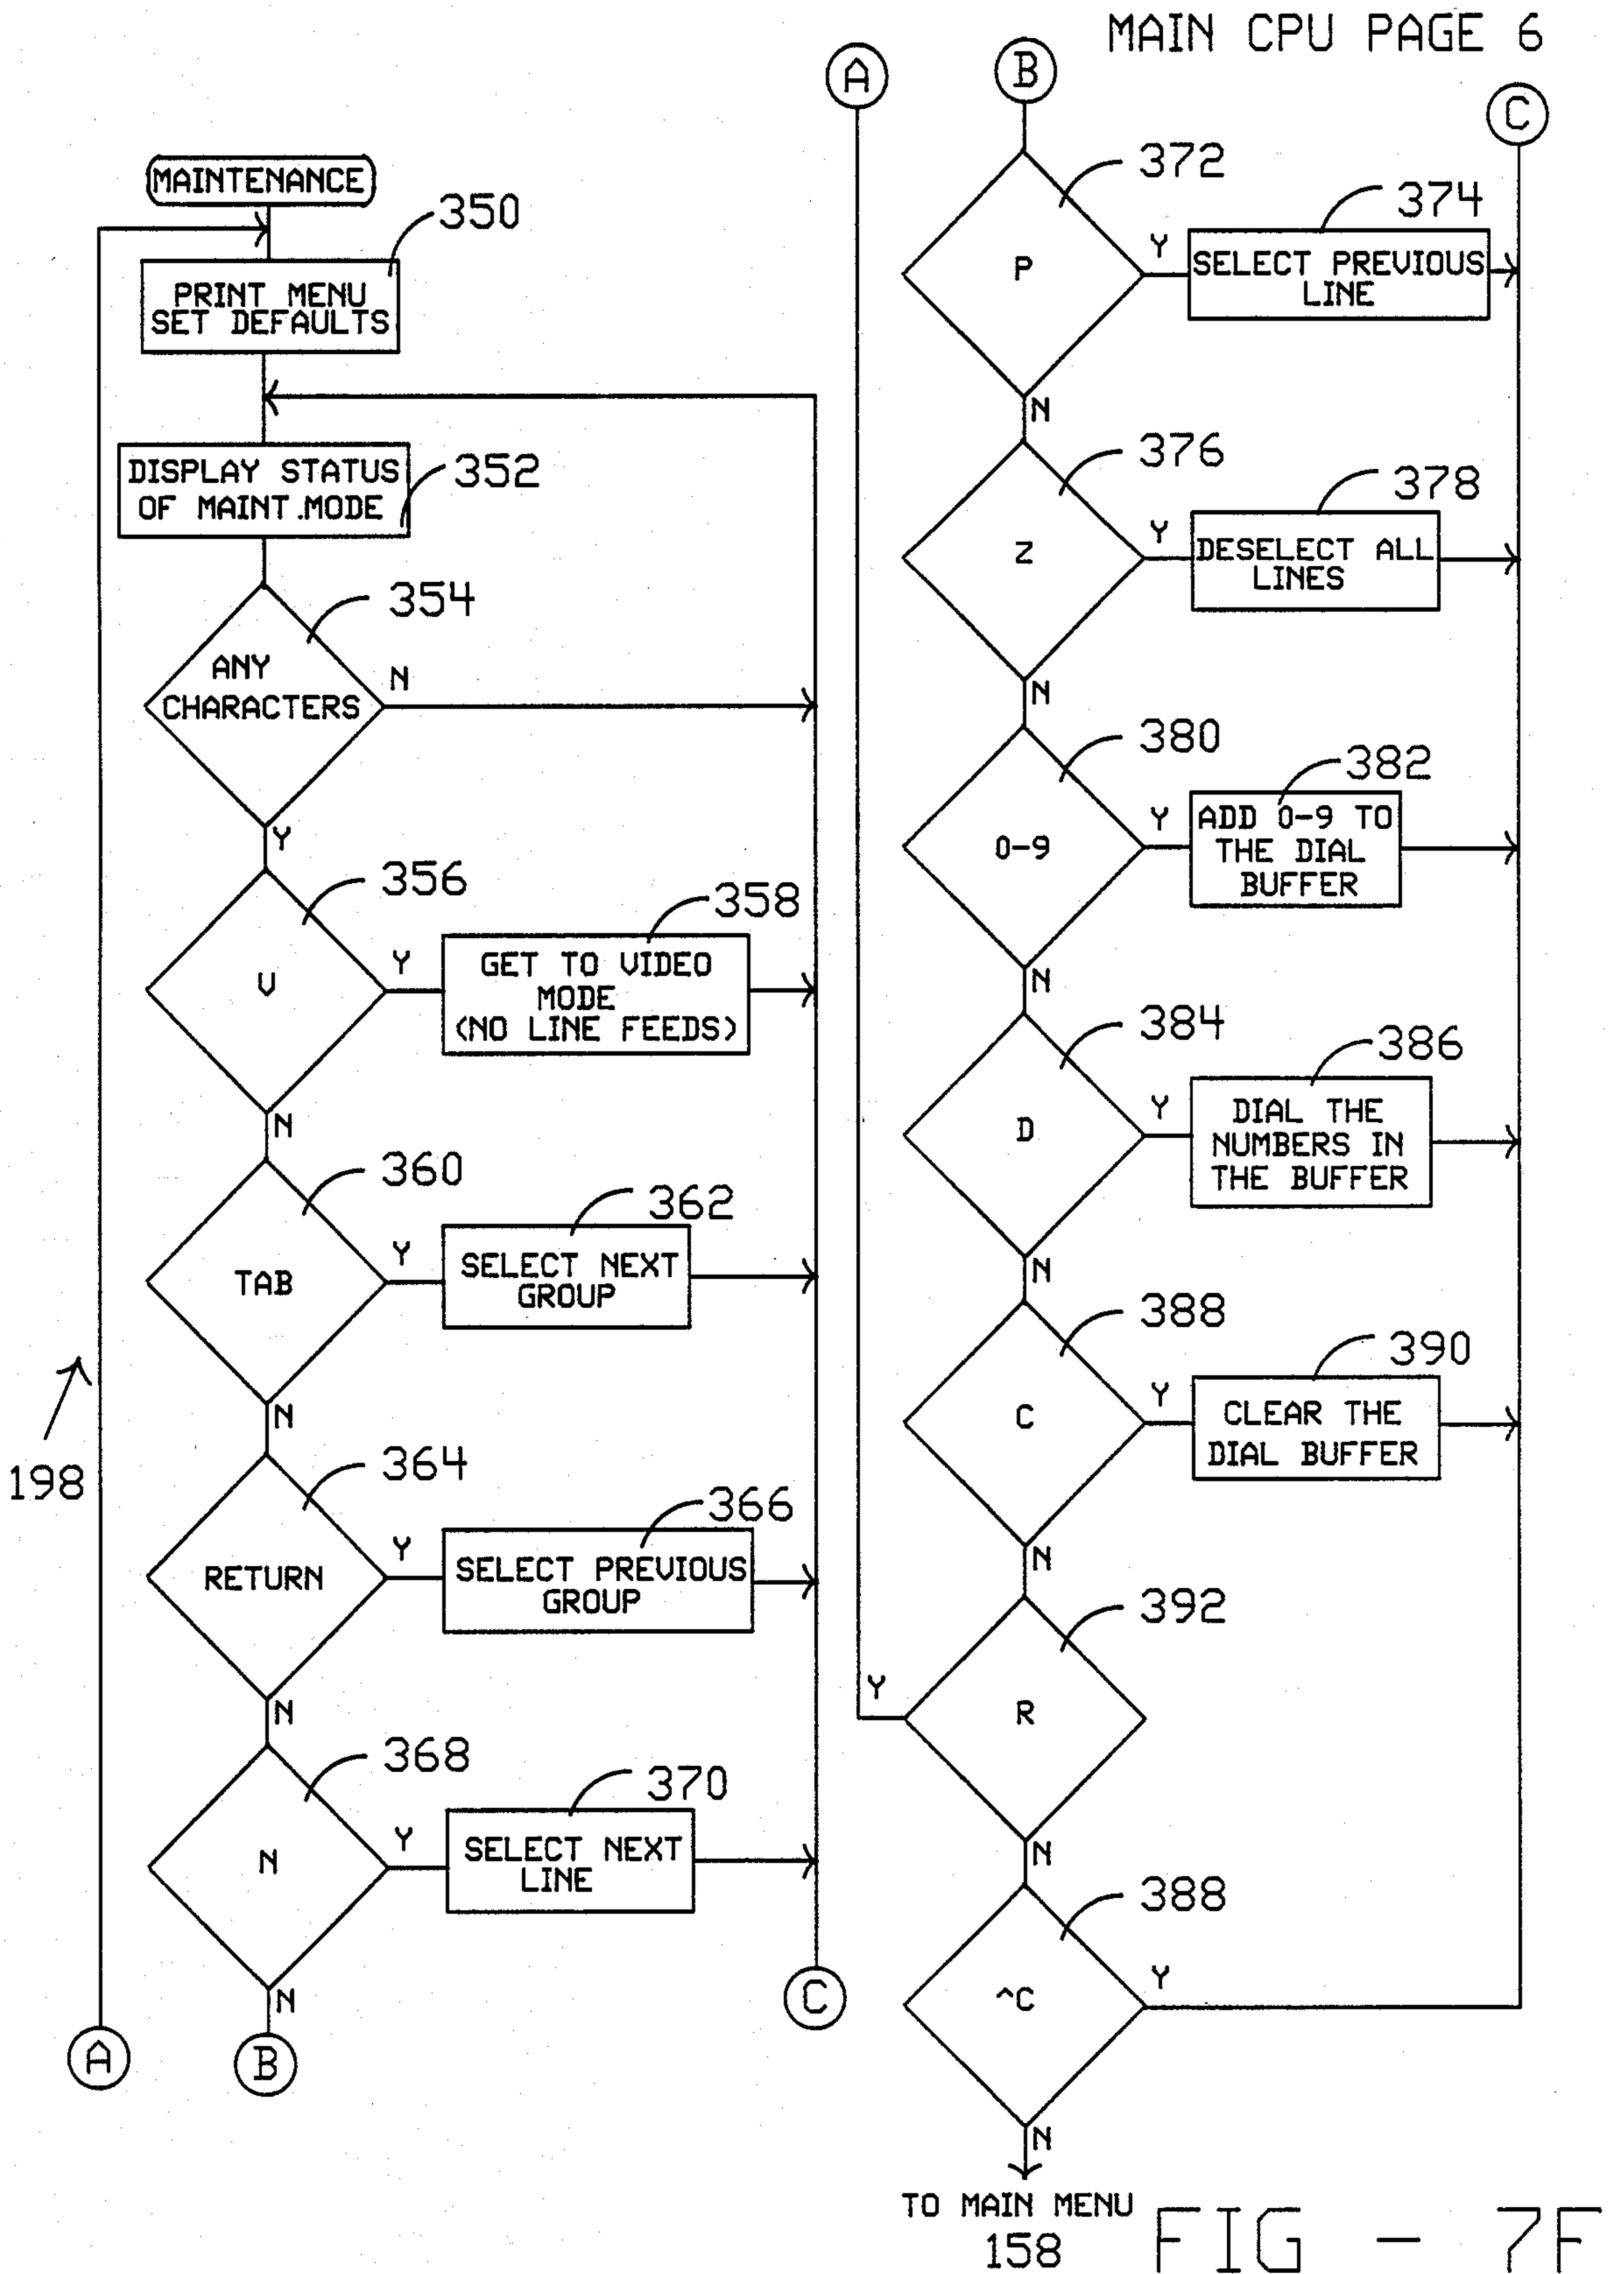 MAIN CPU PAGE 6
MAINTENANCE
350
PRINT MENU
SET DEFAULTS
DISPLAY STATUS
OF MAINT.MODE
352
354
ANY
CHARACTERS
N
Y
356
V
Y
358
GET TO VIDEO
MODE
(NO LINE FEEDS)
N
360
TAB
Y
362
SELECT NEXT
GROUP
N
198
364
RETURN
Y
366
SELECT PREVIOUS
GROUP
N
368
N
Y
370
SELECT NEXT
LINE
N
A
B
C
A
B
C
372
P
Y
374
SELECT PREVIOUS
LINE
N
376
Z
Y
378
DESELECT ALL
LINES
N
380
0-9
Y
382
ADD 0-9 TO
THE DIAL
BUFFER
N
384
D
Y
386
DIAL THE
NUMBERS IN
THE BUFFER
N
388
C
Y
390
CLEAR THE
DIAL BUFFER
N
392
Y
R
N
388
^C
Y
N
TO MAIN MENU
158
FIG - 7F